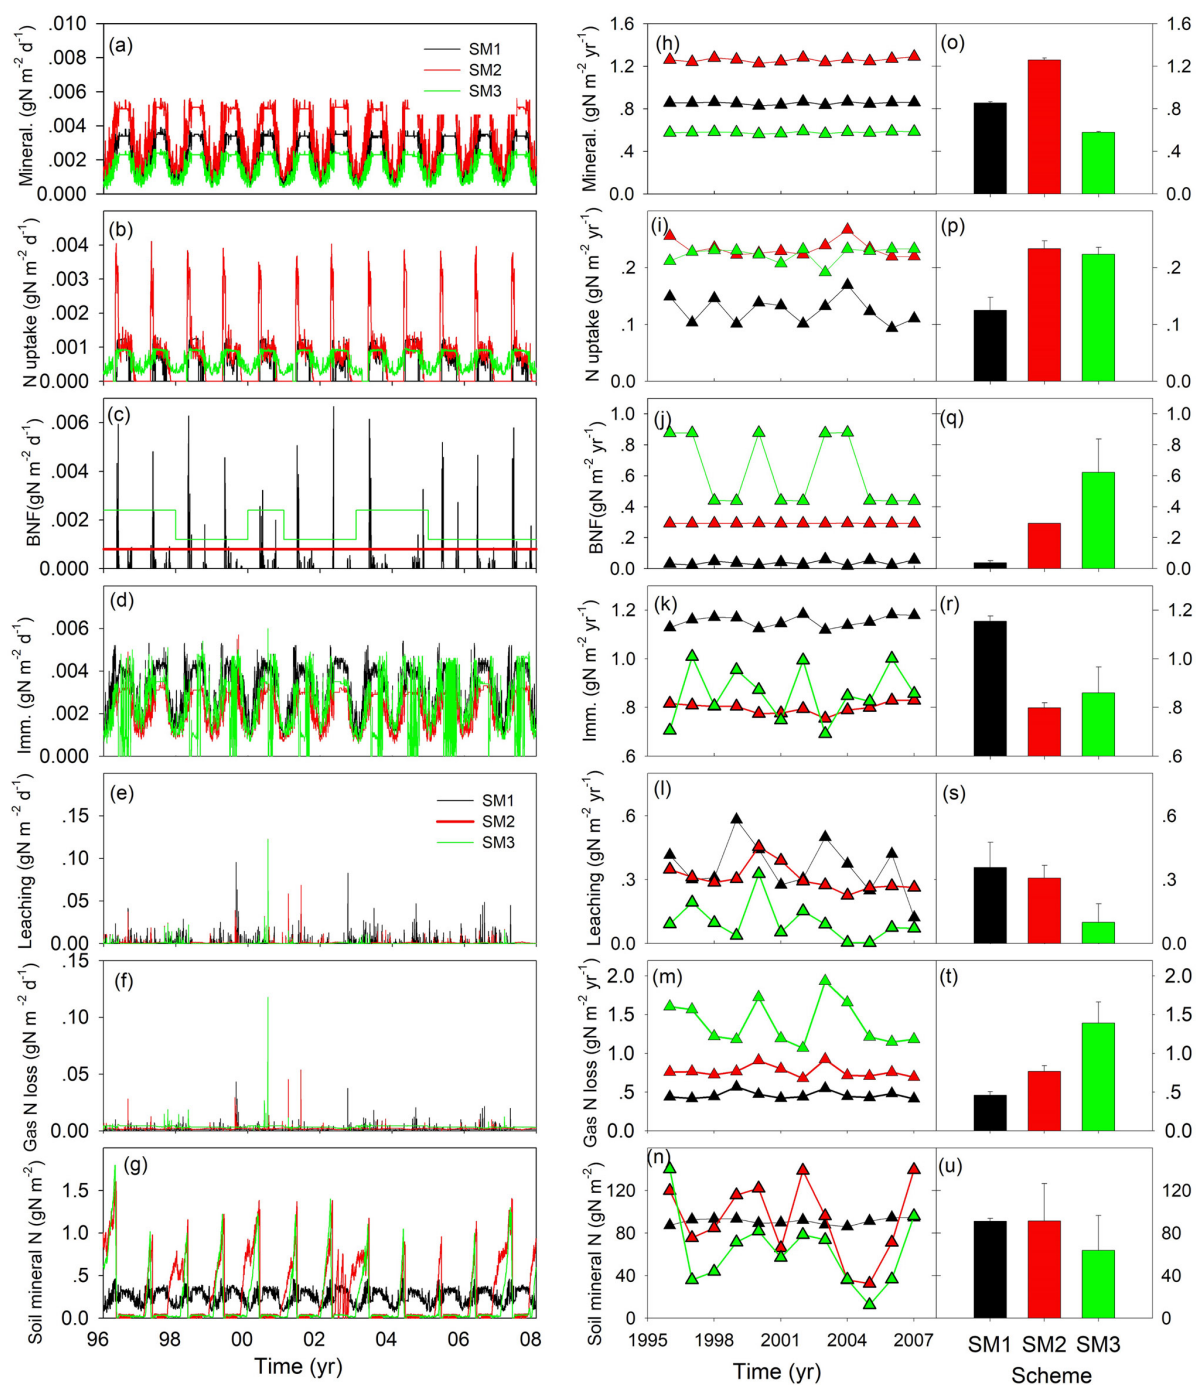 (a)
SM1
SM2
SM3
Mineral. (gN m-2 d-1)
.010
.008
.006
.004
.002
0.000
(b)
N uptake (gN m-2 d-1)
.004
.003
.002
.001
0.000
(c)
BNF(gN m-2 d-1)
.006
.004
.002
0.000
(d)
Imm. (gN m-2 d-1)
.006
.004
.002
0.000
(e)
SM1
SM2
SM3
Leaching (gN m-2 d-1)
.15
.10
.05
0.00
(f)
Gas N loss (gN m -2 d-1)
.15
.10
.05
0.00
(g)
Soil mineral N (gN m-2)
1.5
1.0
.5
0.0
96 98 00 02 04 06 08
Time (yr)
(h)
Mineral. (gN m-2 yr-1)
1.6
1.2
.8
.4
0.0
(o)
1.6
1.2
.8
.4
0.0
(i)
N uptake (gN m-2 yr-1)
.2
.1
0.0
(p)
.2
.1
0.0
(j)
BNF(gN m-2 yr-1)
1.0
.8
.6
.4
.2
0.0
(q)
1.0
.8
.6
.4
.2
0.0
(k)
Imm. (gN m-2 yr-1)
1.2
1.0
.8
.6
(r)
1.2
1.0
.8
.6
(l)
Leaching (gN m-2 yr-1)
.6
.3
0.0
(s)
.6
.3
0.0
(m)
Gas N loss (gN m-2 yr-1)
2.0
1.5
1.0
.5
0.0
(t)
2.0
1.5
1.0
.5
0.0
(n)
Soil mineral N (gN m-2)
120
80
40
0
(u)
120
80
40
0
1995 1998 2001 2004 2007
Time (yr)
SM1 SM2 SM3
Scheme